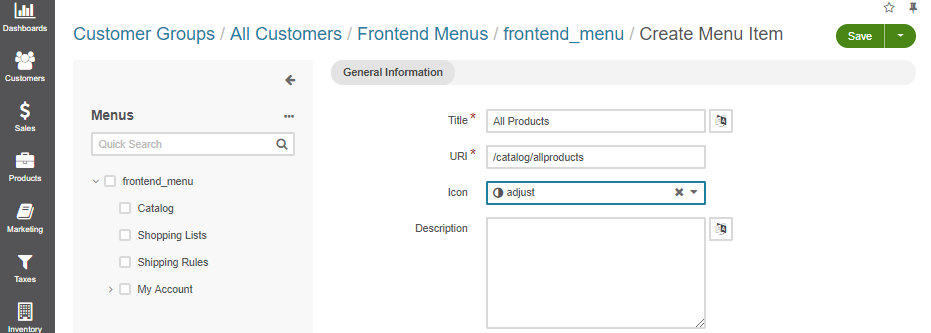 Dashboards
Customers
Sales
Products
Marketing
Taxes
Inventory
Customer Groups / All Customers / Frontend Menus / frontend_menu / Create Menu Item
Save
Menus
Quick Search
frontend_menu
Catalog
Shopping Lists
Shipping Rules
My Account
General Information
Title * All Products
URI * /catalog/allproducts
Icon adjust
Description